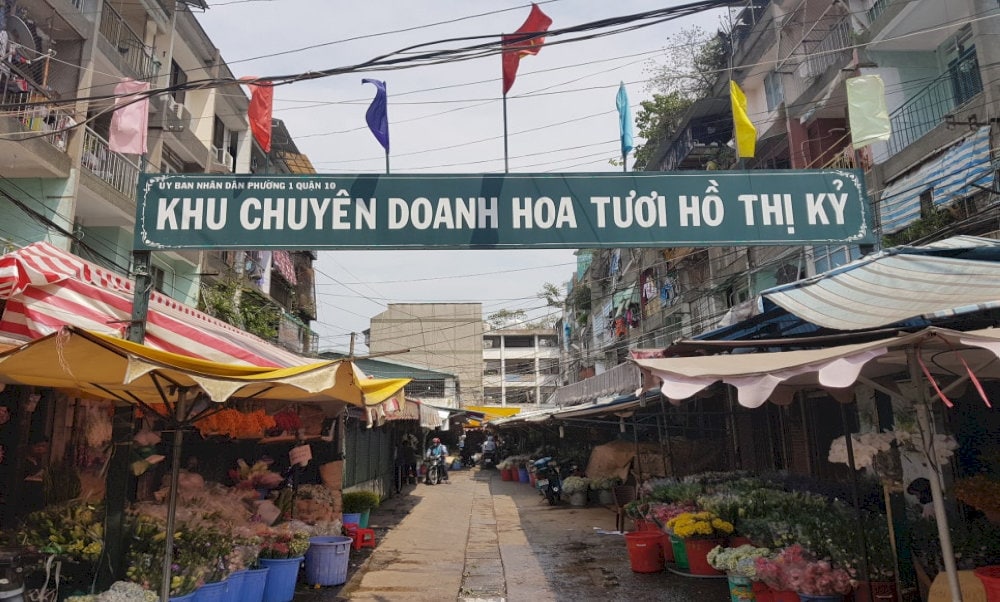 ỦY BAN NHÂN DÂN PHƯỜNG 1 QUẬN 10
KHU CHUYÊN DOANH HOA TƯƠI HỒ THỊ KỶ